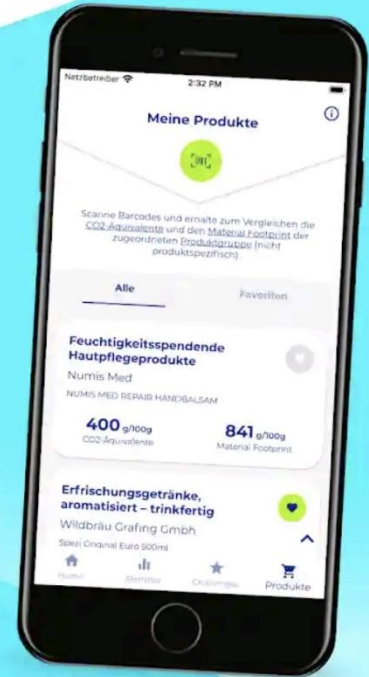 Netzbetreiber 2:32 PM
Meine Produkte
Scanne Barcodes und erhalte zum Vergleichen die
CO2-Äquivalente und den Material Footprint der
zugeordneten Produktgruppe (nicht
produktspezifisch).
Alle Favoriten
Feuchtigkeitsspendende
Hautpflegeprodukte
Numis Med
NUMIS MED REPAIR HANDBALSAM
400 g/100g 841 g/100g
CO2-Äquivalente Material Footprint
Erfrischungsgetränke,
aromatisiert – trinkfertig
Wildbräu Grafing Gmbh
Spezi Original Euro 500ml
Produkte